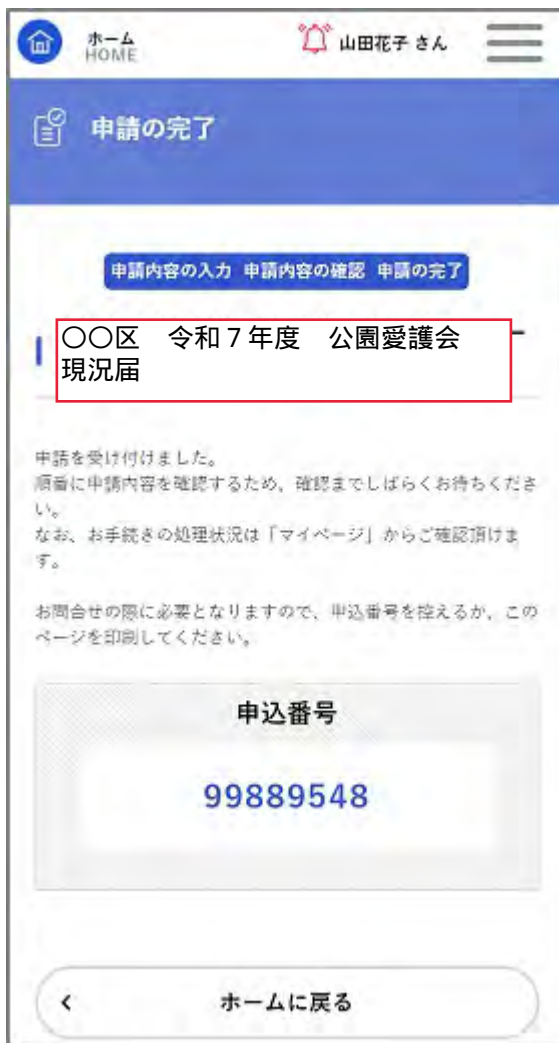 ホーム
HOME
山田花子 さん
申請の完了
申請内容の入力 申請内容の確認 申請の完了
〇〇区 令和7年度 公園愛護会
現況届
申請を受け付けました。
順番に申請内容を確認するため、確認までしばらくお待ちくださ
い。
なお、お手続きの処理状況は「マイページ」からご確認頂けま
す。
お問合せの際に必要となりますので、申込番号を控えるか、この
ページを印刷してください。
申込番号
99889548
ホームに戻る